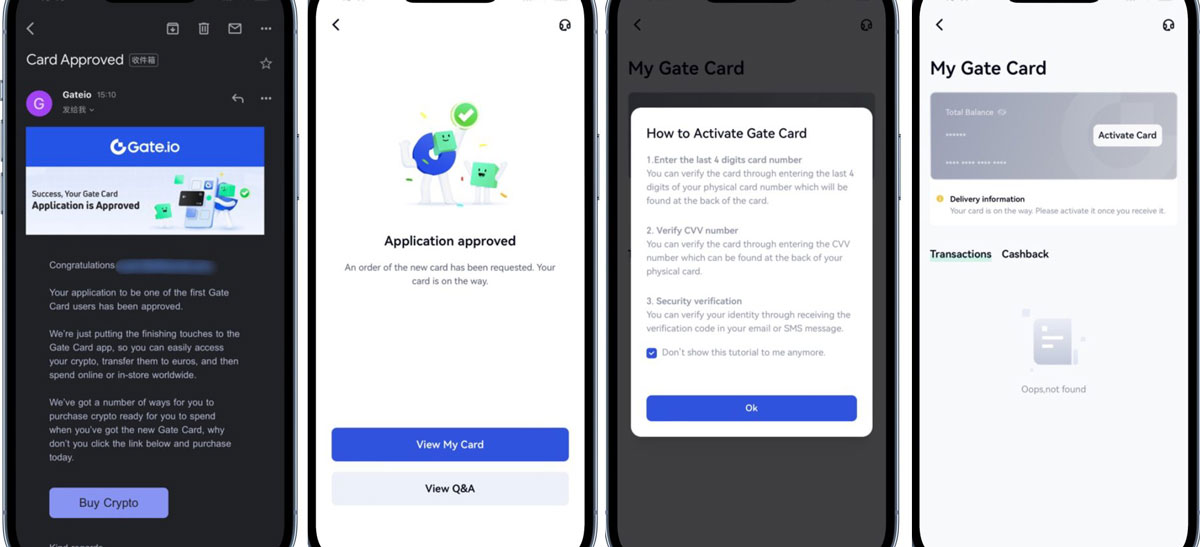 Card Approved 收件箱
G
Gateio 15:10
发给我
Gate.io
Success, Your Gate Card
Application is Approved
Congratulations
Your application to be one of the first Gate
Card users has been approved.
We're just putting the finishing touches to the
Gate Card app, so you can easily access
your crypto, transfer them to euros, and then
spend online or in-store worldwide.
We've got a number of ways for you to
purchase crypto ready for you to spend
when you've got the new Gate Card, why
don't you click the link below and purchase
today.
Buy Crypto
Kind regards
Application approved
An order of the new card has been requested. Your
card is on the way.
View My Card
View Q&A
My Gate Card
How to Activate Gate Card
1.Enter the last 4 digits card number
You can verify the card through entering the last 4
digits of your physical card number which will be
found at the back of the card.
2. Verify CVV number
You can verify the card through entering the CVV
number which can be found at the back of your
physical card.
3. Security verification
You can verify your identity through receiving the
verification code in your email or SMS message.
Don't show this tutorial to me anymore.
Ok
My Gate Card
Total Balance
******
Activate Card
**** **** **** ****
Delivery information
Your card is on the way. Please activate it once you receive it.
Transactions Cashback
Oops,not found